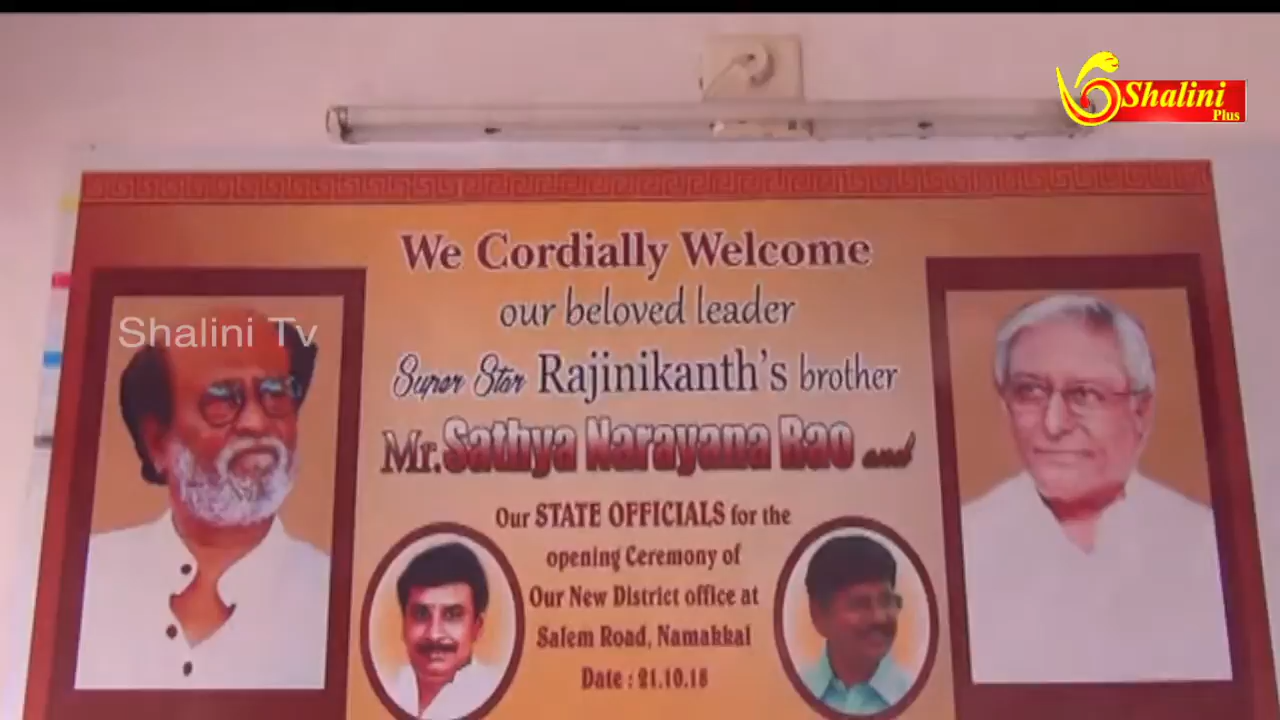 Shalini
Plus
Shalini Tv
We Cordially Welcome
our beloved leader
Super Star Rajinikanth's brother
Mr. Sathya Narayana Rao and
Our STATE OFFICIALS for the
opening Ceremony of
Our New District office at
Salem Road, Namakkal
Date : 21.10.18